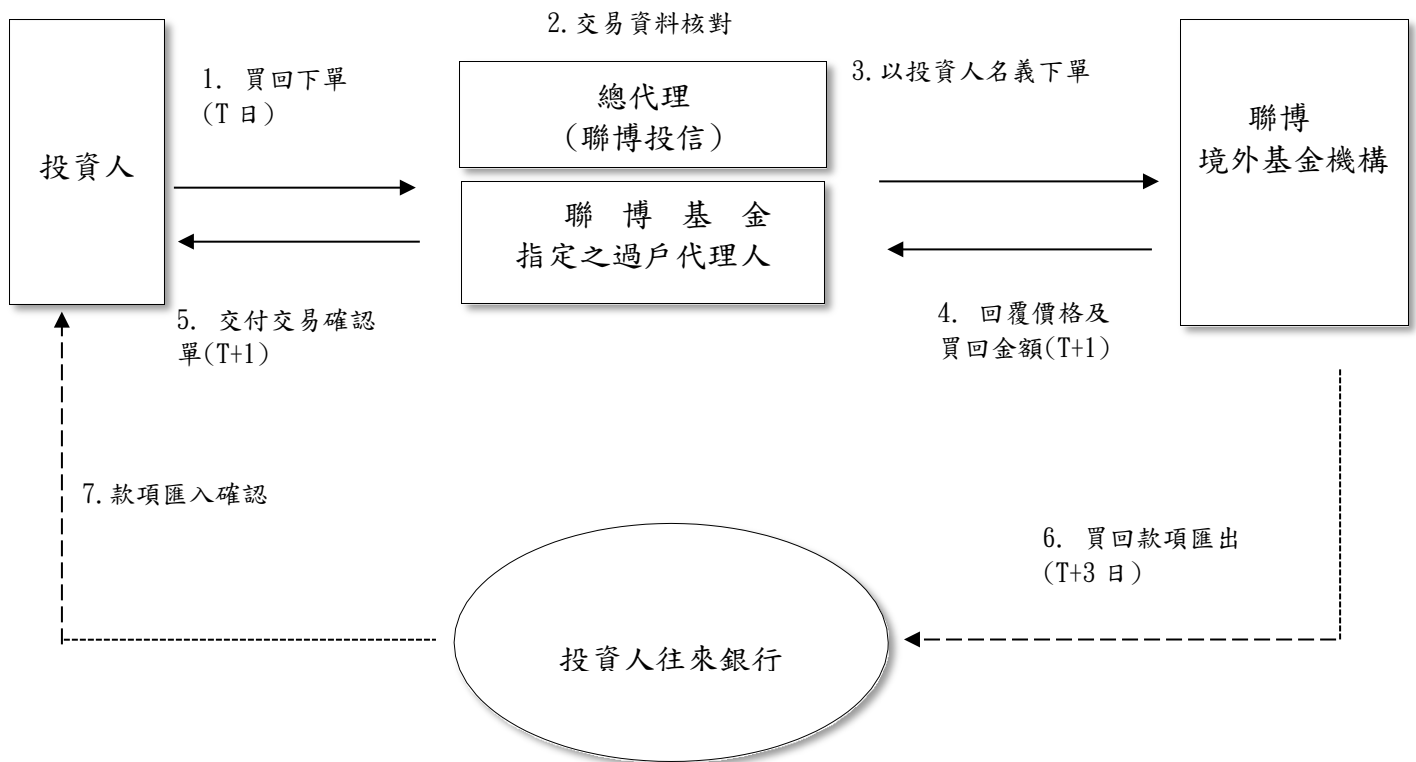 2.交易資料核對
1. 買回下單
(T 日)
3.以投資人名義下單
總代理
(聯博投信)
聯博
境外基金機構
投資人
聯 博 基 金
指定之過戶代理人
5. 交付交易確認
單(T+1)
4. 回覆價格及
買回金額(T+1)
7.款項匯入確認
6. 買回款項匯出
(T+3 日)
投資人往來銀行